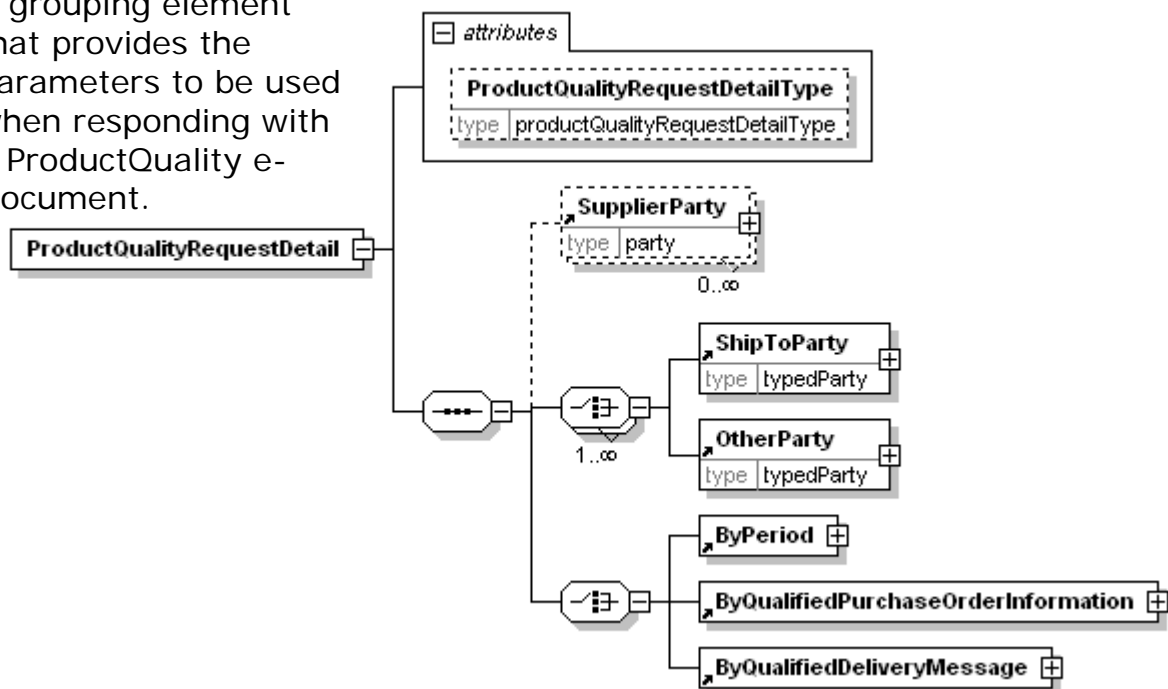 grouping element
hat provides the
arameters to be used
when responding with
ProductQuality e-
ocument.
attributes
ProductQualityRequestDetailType
type productQualityRequestDetailType
SupplierParty
type party
0..∞
ProductQualityRequestDetail
ShipToParty
type typedParty
1..∞
OtherParty
type typedParty
ByPeriod
ByQualifiedPurchaseOrderInformation
ByQualifiedDeliveryMessage